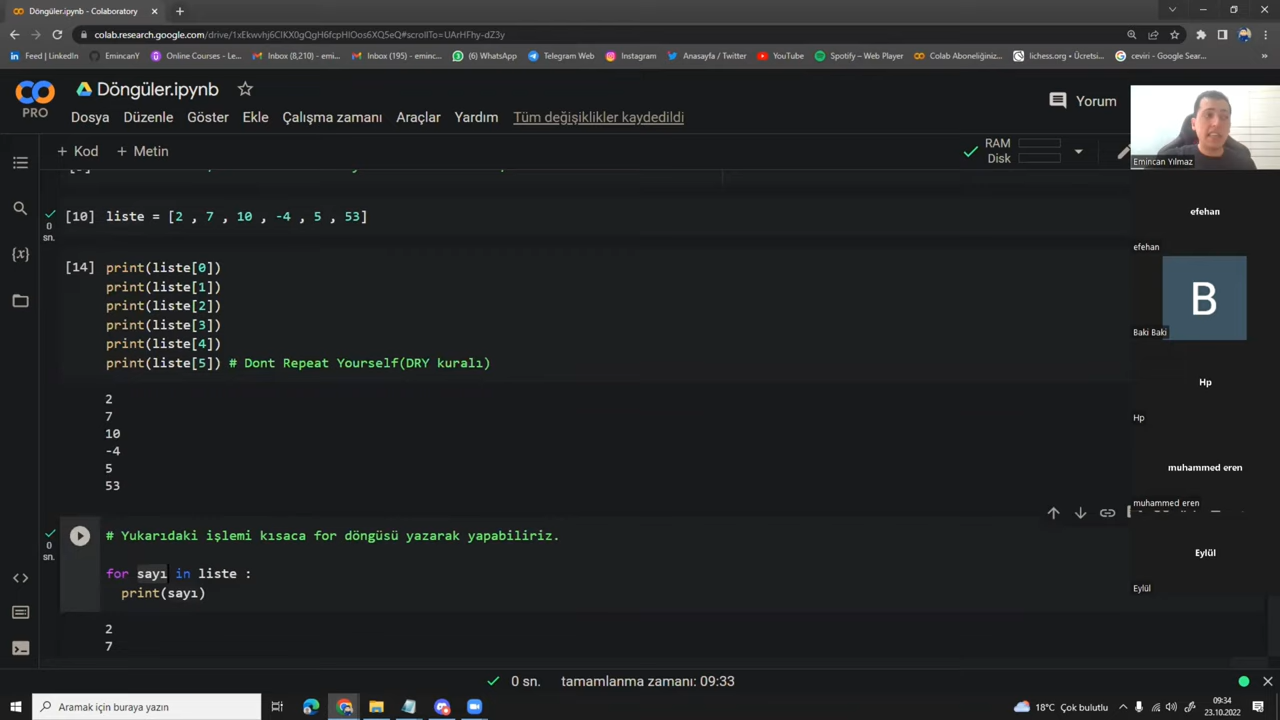 Döngüler.ipynb - Colaboratory
colab.research.google.com/drive/1xEkwvhj6CIKX0gQgH6fcpHIOos6XQ5eQ#scrollTo=UArHFhy-dZ3y
Feed | LinkedIn
EmincanY
Online Courses - Le...
Inbox (8,210) - emi...
Inbox (195) - eminc...
(6) WhatsApp
Telegram Web
Instagram
Anasayfa / Twitter
YouTube
Spotify – Web Player
Colab Aboneliğiniz...
lichess.org • Ücretsi...
ceviri - Google Sear...
PRO
Döngüler.ipynb
Dosya Düzenle Göster Ekle Çalışma zamanı Araçlar Yardım Tüm değişiklikler kaydedildi
Yorum
+ Kod + Metin
RAM
Disk
Emincan Yılmaz
0
sn.
[10] liste = [2 , 7 , 10 , -4 , 5 , 53]
[14] print(liste[0])
print(liste[1])
print(liste[2])
print(liste[3])
print(liste[4])
print(liste[5]) # Dont Repeat Yourself(DRY kuralı)
2
7
10
-4
5
53
0
sn.
# Yukarıdaki işlemi kısaca for döngüsü yazarak yapabiliriz.
for sayı in liste :
print(sayı)
2
7
efehan
efehan
B
Baki Baki
Hp
Hp
muhammed eren
muhammed eren
Eylül
Eylül
0 sn. tamamlanma zamanı: 09:33
Aramak için buraya yazın
18°C Çok bulutlu
09:34
23.10.2022